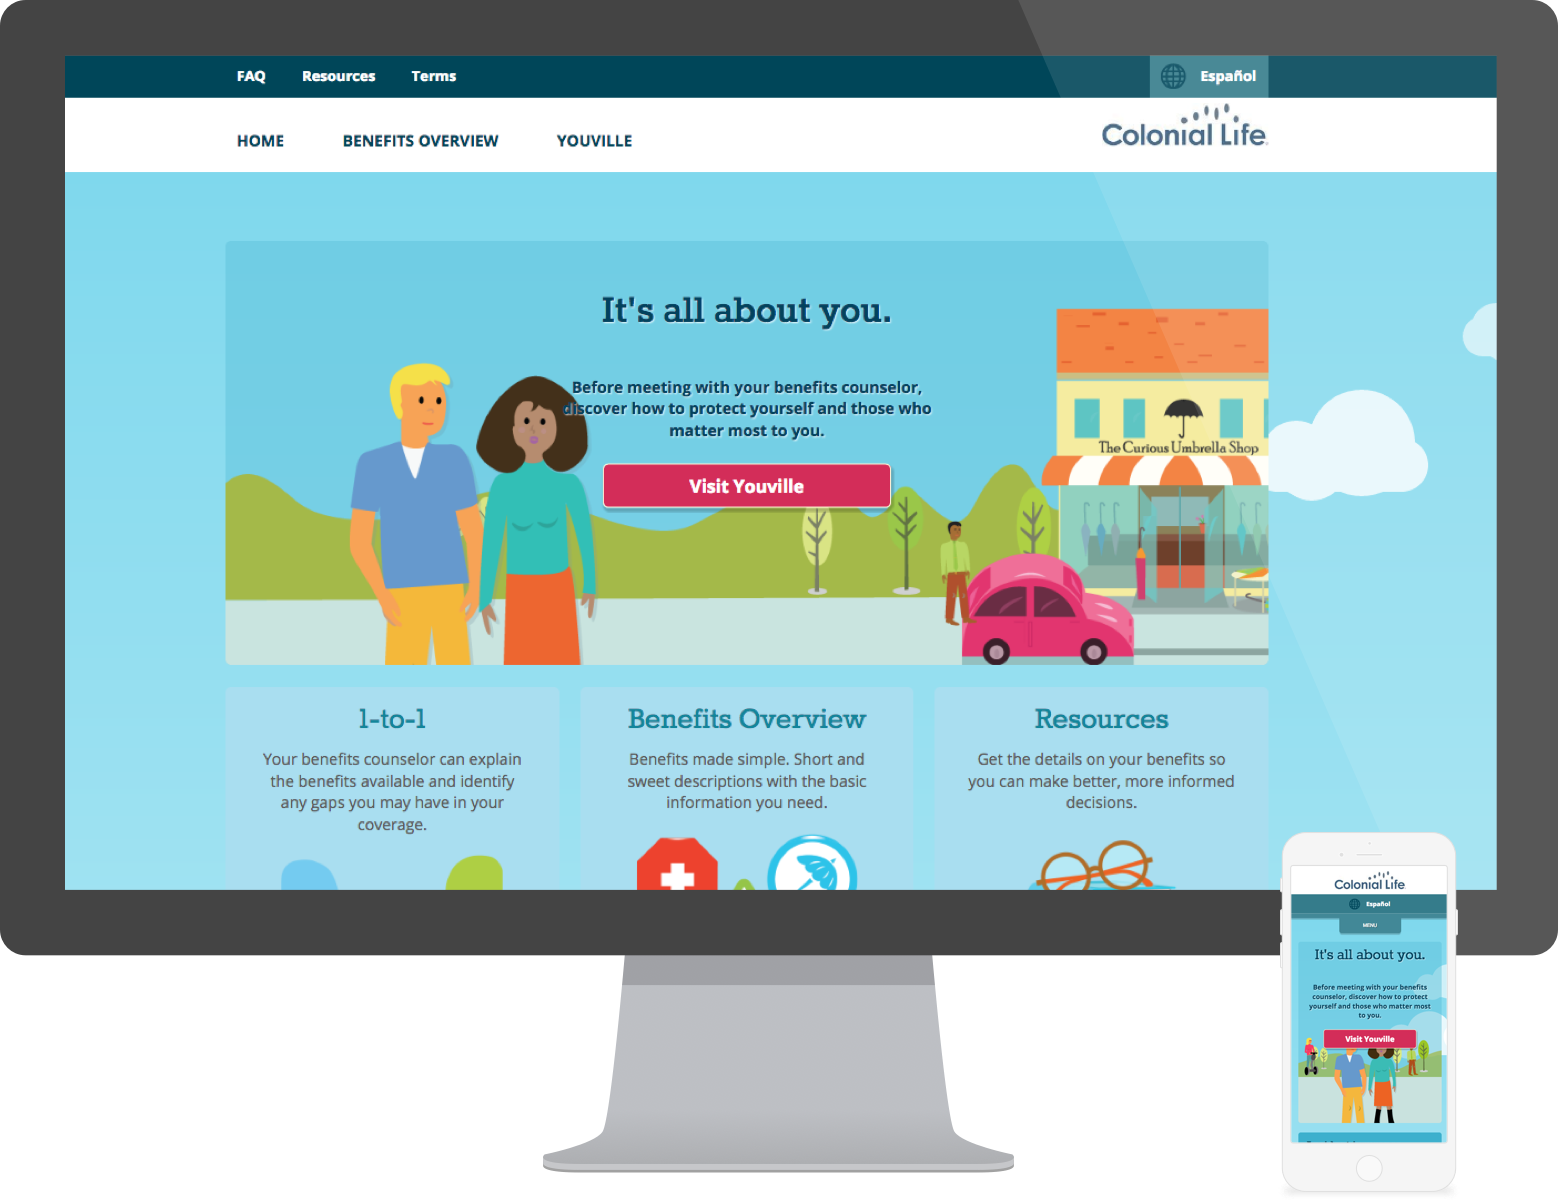 FAQ Resources Terms Español
HOME BENEFITS OVERVIEW YOUVILLE Colonial Life
It's all about you.
Before meeting with your benefits counselor,
discover how to protect yourself and those who
matter most to you.
Visit Youville
The Curious Umbrella Shop
1-to-1
Your benefits counselor can explain
the benefits available and identify
any gaps you may have in your
coverage.
Benefits Overview
Benefits made simple. Short and
sweet descriptions with the basic
information you need.
Resources
Get the details on your benefits so
you can make better, more informed
decisions.
Colonial Life
Español
MENU
It's all about you.
Before meeting with your benefits
counselor, discover how to protect
yourself and those who matter most
to you.
Visit Youville